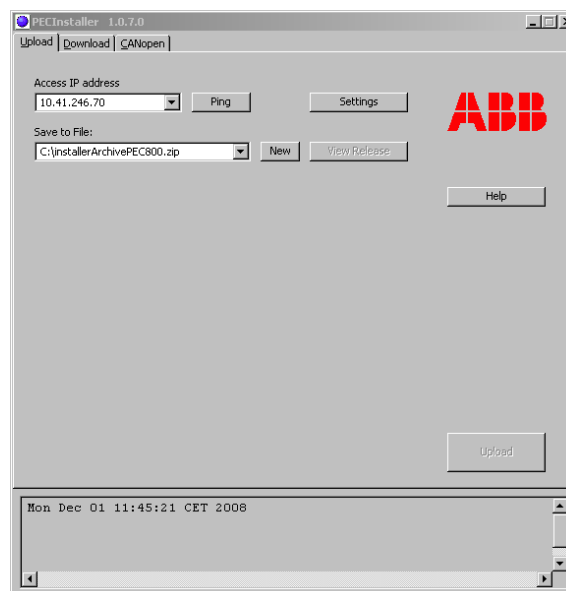 PECInstaller 1.0.7.0
Upload Download CANopen
Access IP address
10.41.246.70 Ping Settings
ABB
Save to File:
C:\installerArchivePEC800.zip New View Release
Help
Upload
Mon Dec 01 11:45:21 CET 2008